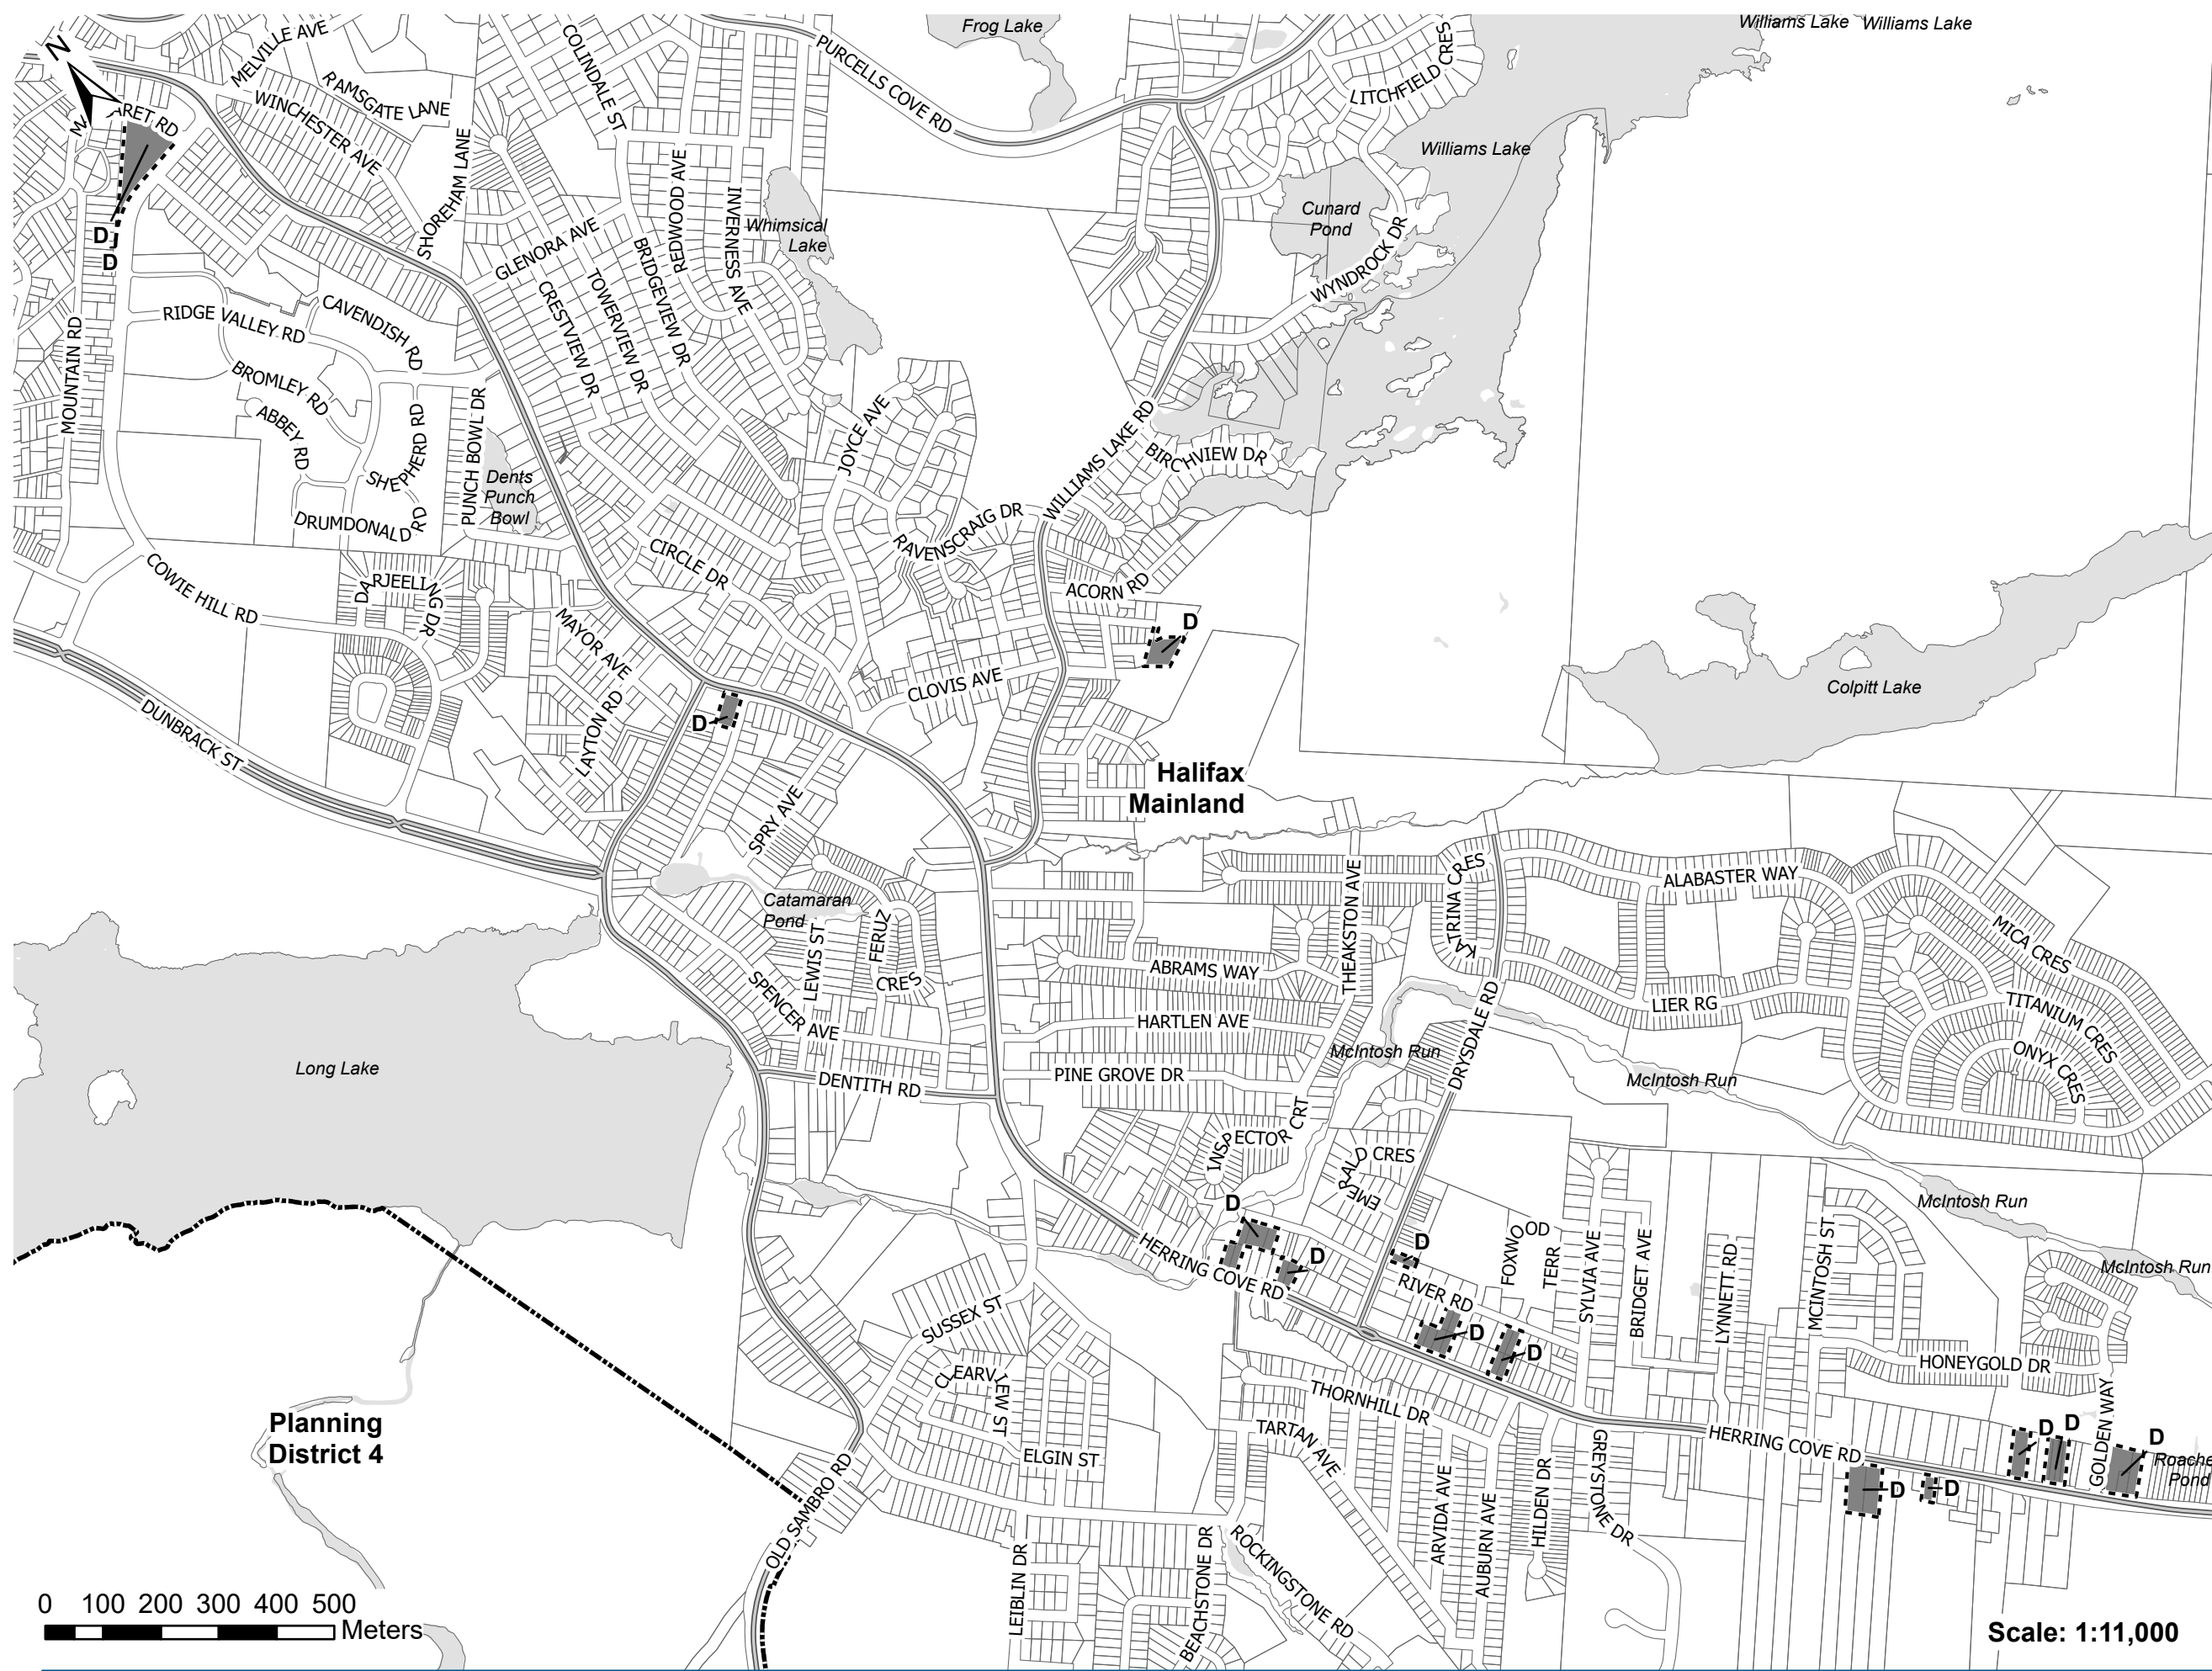 Frog Lake
Williams Lake
Williams Lake
N
MELVILLE AVE
RAMSGATE LANE
WINCHESTER AVE
COLINDALE ST
PURCELLS COVE RD
LITCHFIELD CRES
Williams Lake
SHOREHAM LANE
REDWOOD AVE
INVERNESS AVE
Whimsical
Lake
Cunard
Pond
WYNDROCK DR
D
D
GLENORA AVE
BRIDGEVIEW DR
TOWERVIEW DR
CRESTVIEW DR
RIDGE VALLEY RD
CAVENDISH RD
MOUNTAIN RD
BROMLEY RD
ABBEY RD
SHEPHERD RD
PUNCH BOWL DR
Dents
Punch
Bowl
DRUMDONALD RD
JOYCE AVE
WILLIAMS LAKE RD
BIRCHVIEW DR
RAVENSCRAIG DR
CIRCLE DR
ACORN RD
COWIE HILL RD
DARJEELING DR
MAYOR AVE
D
CLOVIS AVE
Colpitt Lake
LAYTON RD
D
DUNBRACK ST
Halifax
Mainland
SPRY AVE
Catamaran
Pond
LEWIS ST
FERUZ
CRES
THEAKSTON AVE
KATRINA CRES
ALABASTER WAY
MICA CRES
ABRAMS WAY
SPENCER AVE
HARTLEN AVE
LIER RG
TITANIUM CRES
ONYX CRES
McIntosh Run
DRYSDALE RD
McIntosh Run
Long Lake
DENTITH RD
PINE GROVE DR
INSPECTOR CRT
EMERALD CRES
McIntosh Run
McIntosh Run
D
D
D
HERRING COVE RD
RIVER RD
FOXWOOD
TERR
SYLVIA AVE
BRIDGET AVE
LYNNETT RD
MCINTOSH ST
D
D
HONEYGOLD DR
SUSSEX ST
CLEARVIEW ST
ELGIN ST
THORNHILL DR
TARTAN AVE
HERRING COVE RD
GOLDEN WAY
D
D
D
D
D
Roache
Pond
Planning
District 4
OLD SAMBRO RD
LEIBLIN DR
BEACHSTONE DR
ROCKINGSTONE RD
ARVIDA AVE
AUBURN AVE
HILDEN DR
GREYSTONE DR
0 100 200 300 400 500
Meters
Scale: 1:11,000